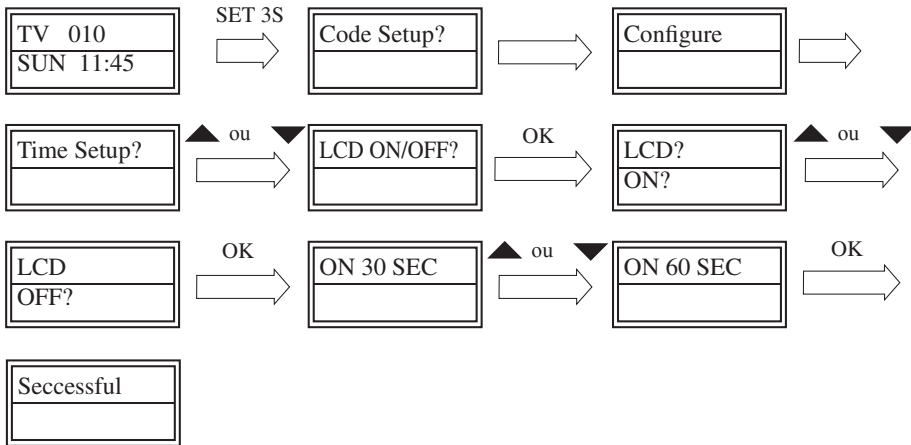 SET 3S
TV 010
SUN 11:45
Code Setup?
Configure
Time Setup?
ou
LCD ON/OFF?
OK
LCD?
ON?
ou
LCD
OFF?
OK
ON 30 SEC
ou
ON 60 SEC
OK
Seccessful